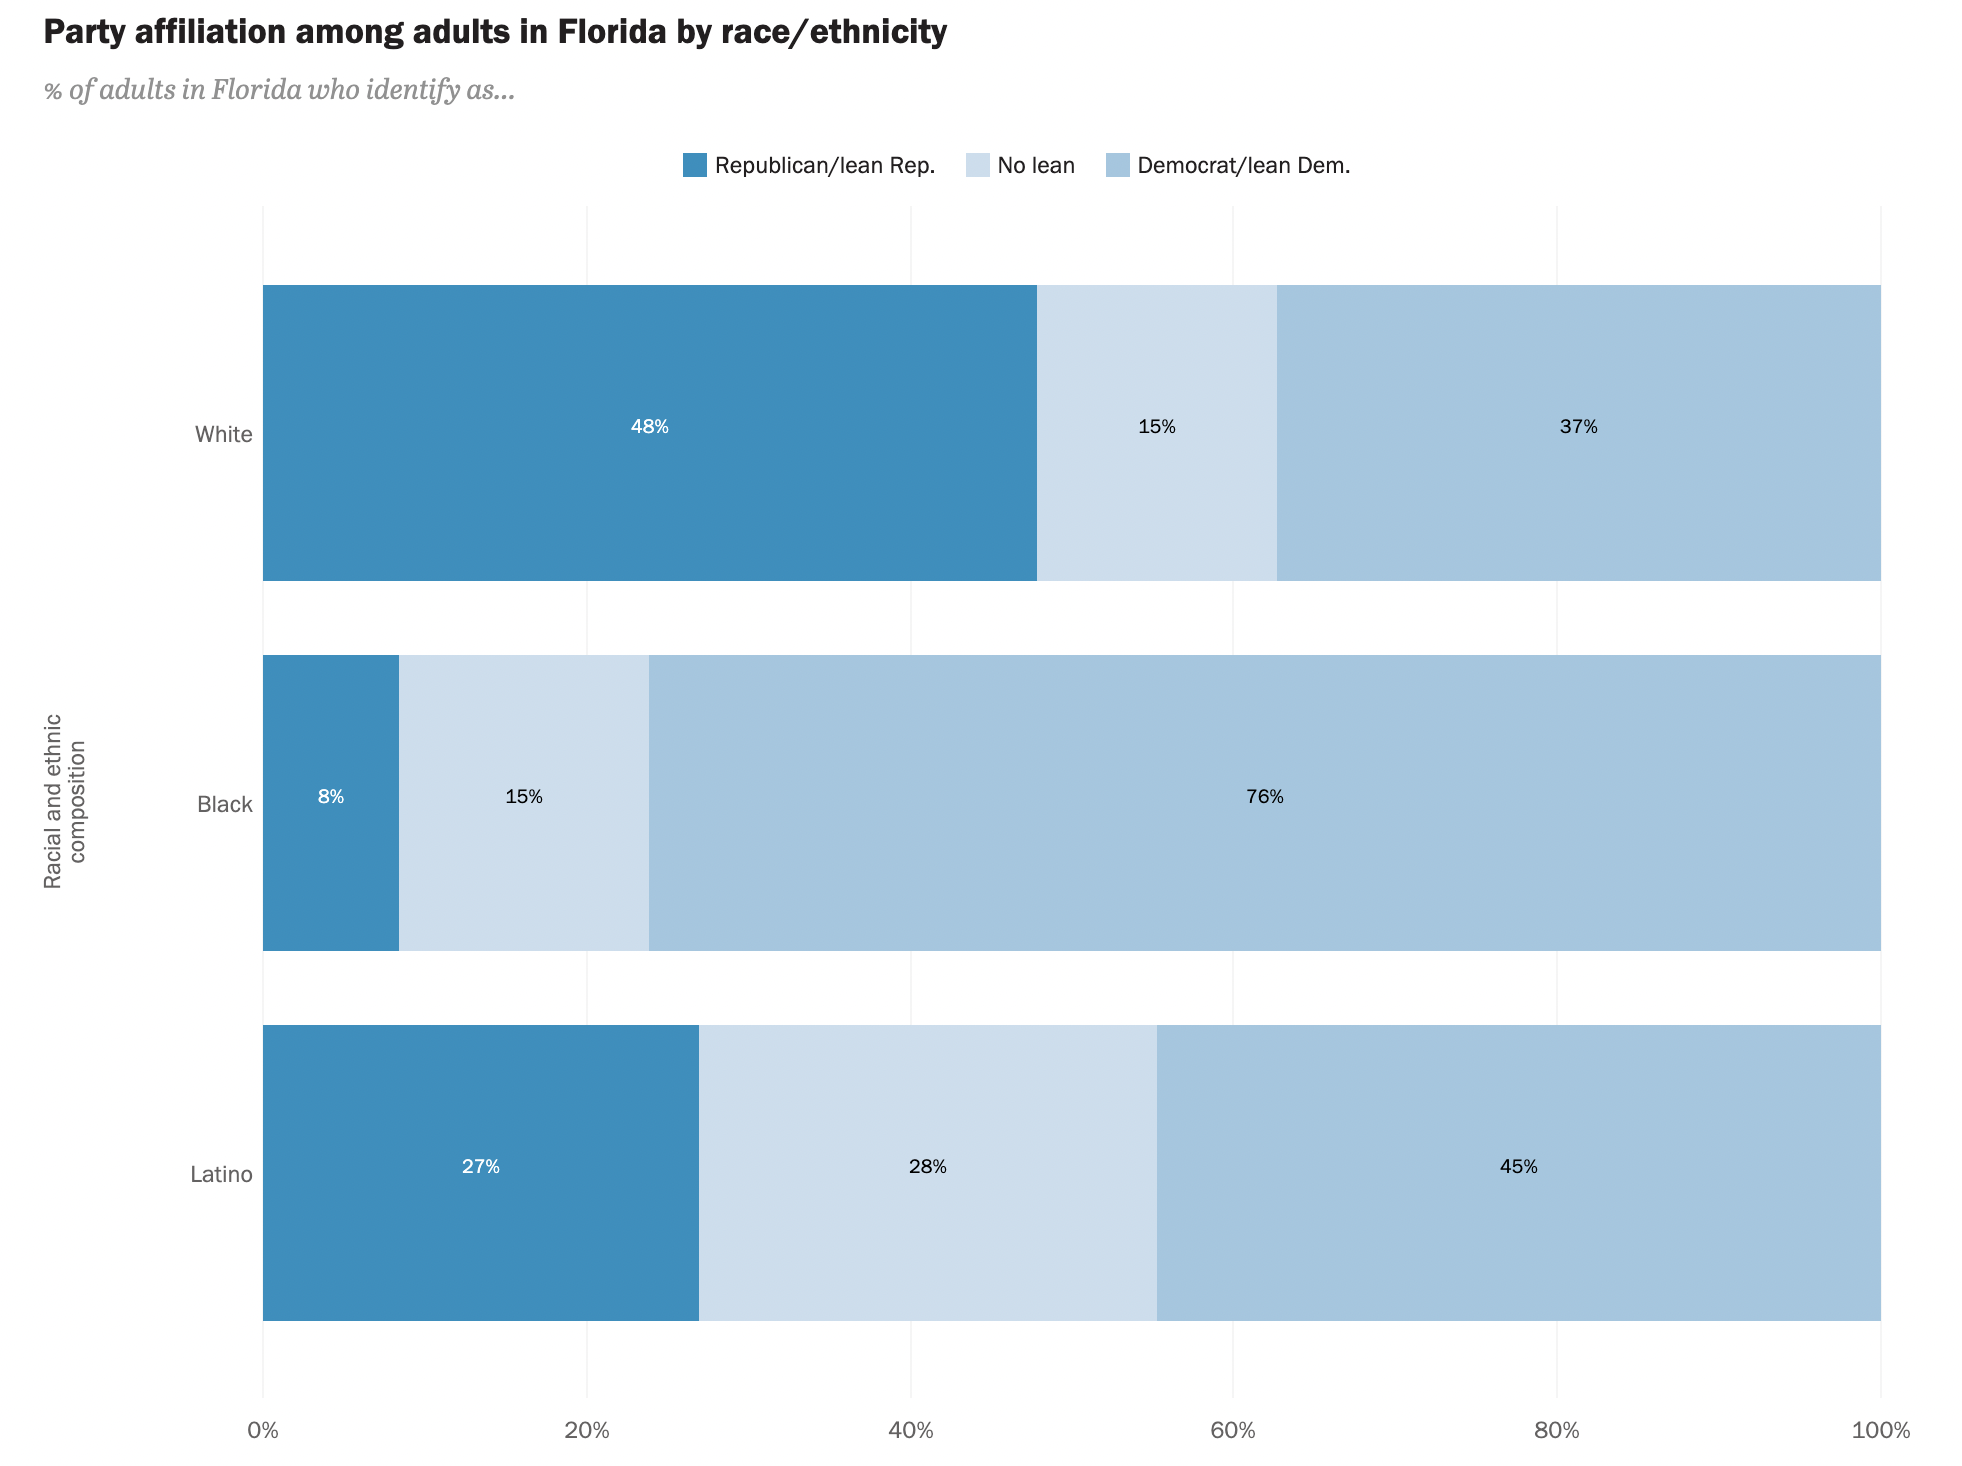 Party affiliation among adults in Florida by race/ethnicity
% of adults in Florida who identify as...
Republican/lean Rep. No lean Democrat/lean Dem.
Racial and ethnic
composition
White 48% 15% 37%
Black 8% 15% 76%
Latino 27% 28% 45%
0% 20% 40% 60% 80% 100%